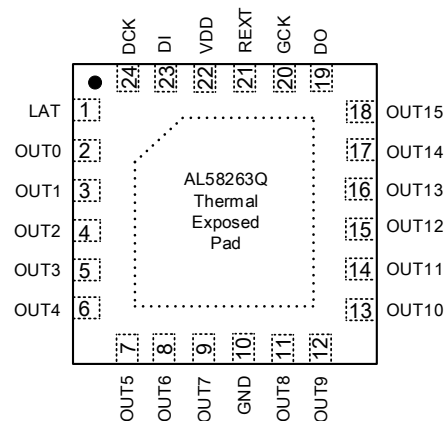 DCK
DI
VDD
REXT
GCK
DO
24
23
22
21
20
19
LAT 1
OUT0 2
OUT1 3
OUT2 4
OUT3 5
OUT4 6
AL58263Q
Thermal
Exposed
Pad
18 OUT15
17 OUT14
16 OUT13
15 OUT12
14 OUT11
13 OUT10
7
8
9
10
11
12
OUT5
OUT6
OUT7
GND
OUT8
OUT9